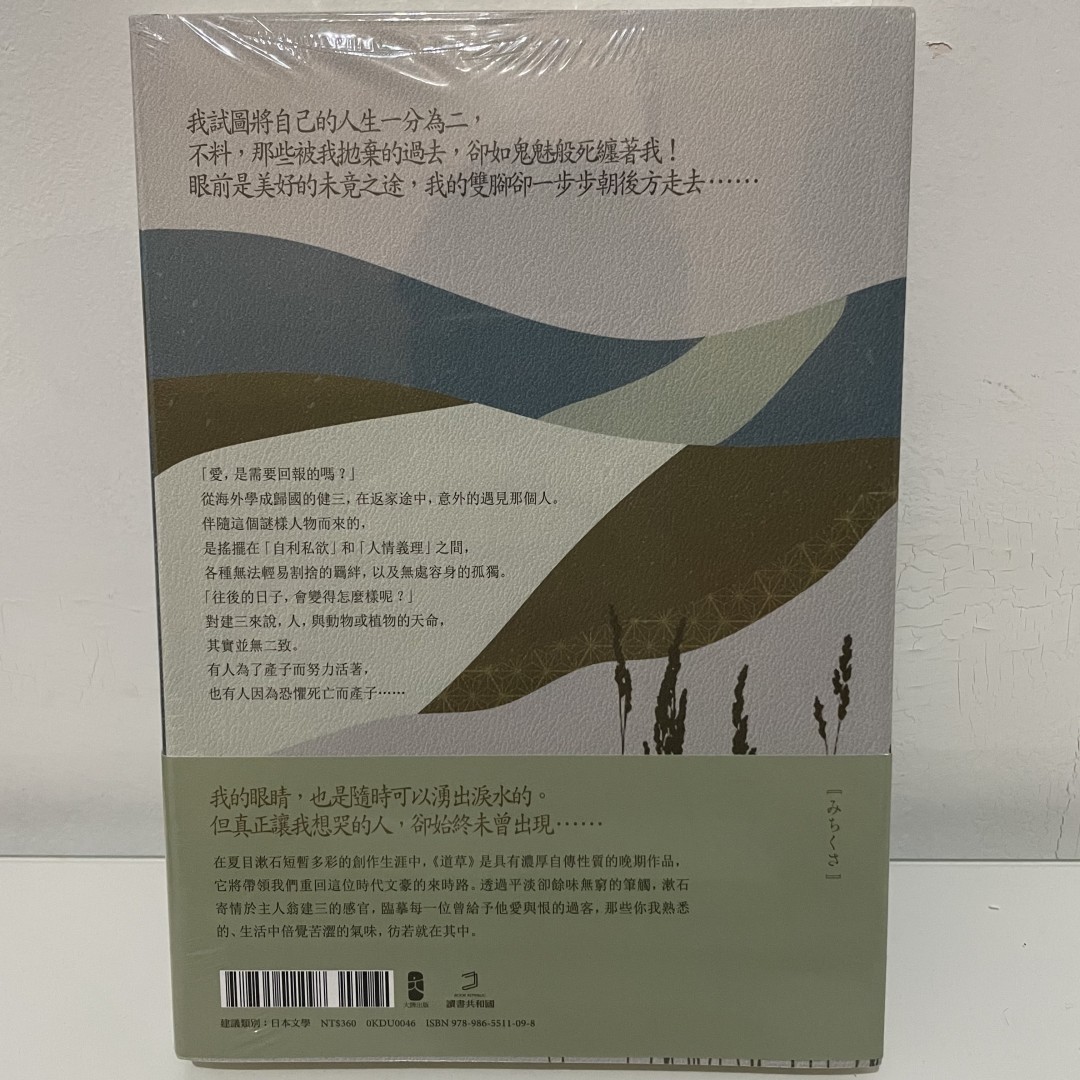 我試圖將自己的人生一分為二，
不料，那些被我拋棄的過去，卻如鬼魅般死纏著我！
眼前是美好的未竟之途，我的雙腳卻一步步朝後方走去……
「愛，是需要回報的嗎？」
從海外學成歸國的健三，在返家途中，意外的遇見那個人。
伴隨這個謎樣人物而來的，
是搖擺在「自利私欲」和「人情義理」之間，
各種無法輕易割捨的羈絆，以及無處容身的孤獨。
「往後的日子，會變得怎麼樣呢？」
對建三來說，人，與動物或植物的天命，
其實並無二致。
有人為了產子而努力活著，
也有人因為恐懼死亡而產子……
我的眼睛，也是隨時可以湧出淚水的。
但真正讓我想哭的人，卻始終未曾出現……
『みちくさ』
在夏目漱石短暫多彩的創作生涯中，《道草》是具有濃厚自傳性質的晚期作品，
它將帶領我們重回這位時代文豪的來時路。透過平淡卻餘味無窮的筆觸，漱石
寄情於主人翁建三的感官，臨摹每一位曾給予他愛與恨的過客，那些你我熟悉
的、生活中倍覺苦澀的氣味，彷若就在其中。
大牌出版
讀書共和國
建議類別：日本文學 NT$360 0KDU0046 ISBN 978-986-5511-09-8